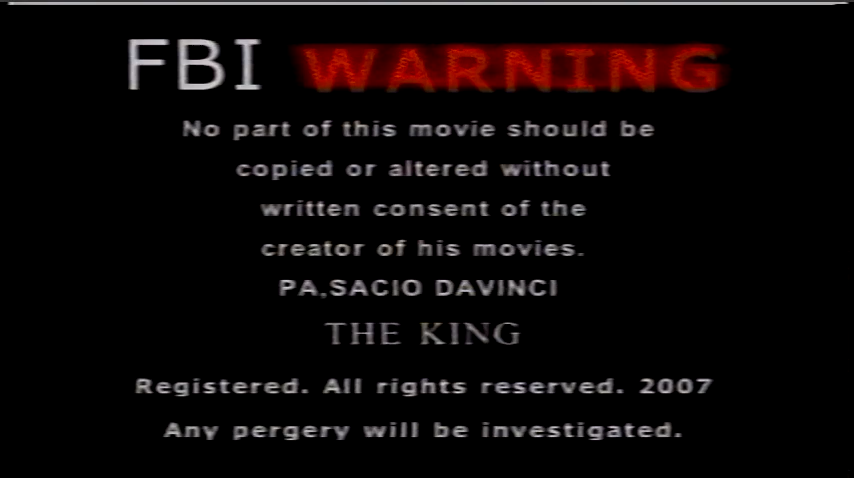 FBI WARNING
No part of this movie should be
copied or altered without
written consent of the
creator of his movies.
PA,SACIO DAVINCI
THE KING
Registered. All rights reserved. 2007
Any pergery will be investigated.